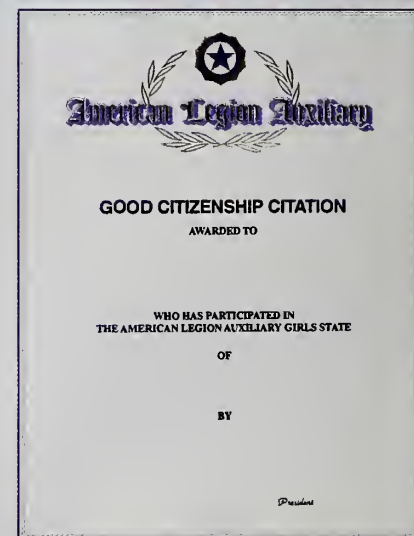 American Legion Auxiliary
GOOD CITIZENSHIP CITATION
AWARDED TO
WHO HAS PARTICIPATED IN
THE AMERICAN LEGION AUXILIARY GIRLS STATE
OF
BY
President